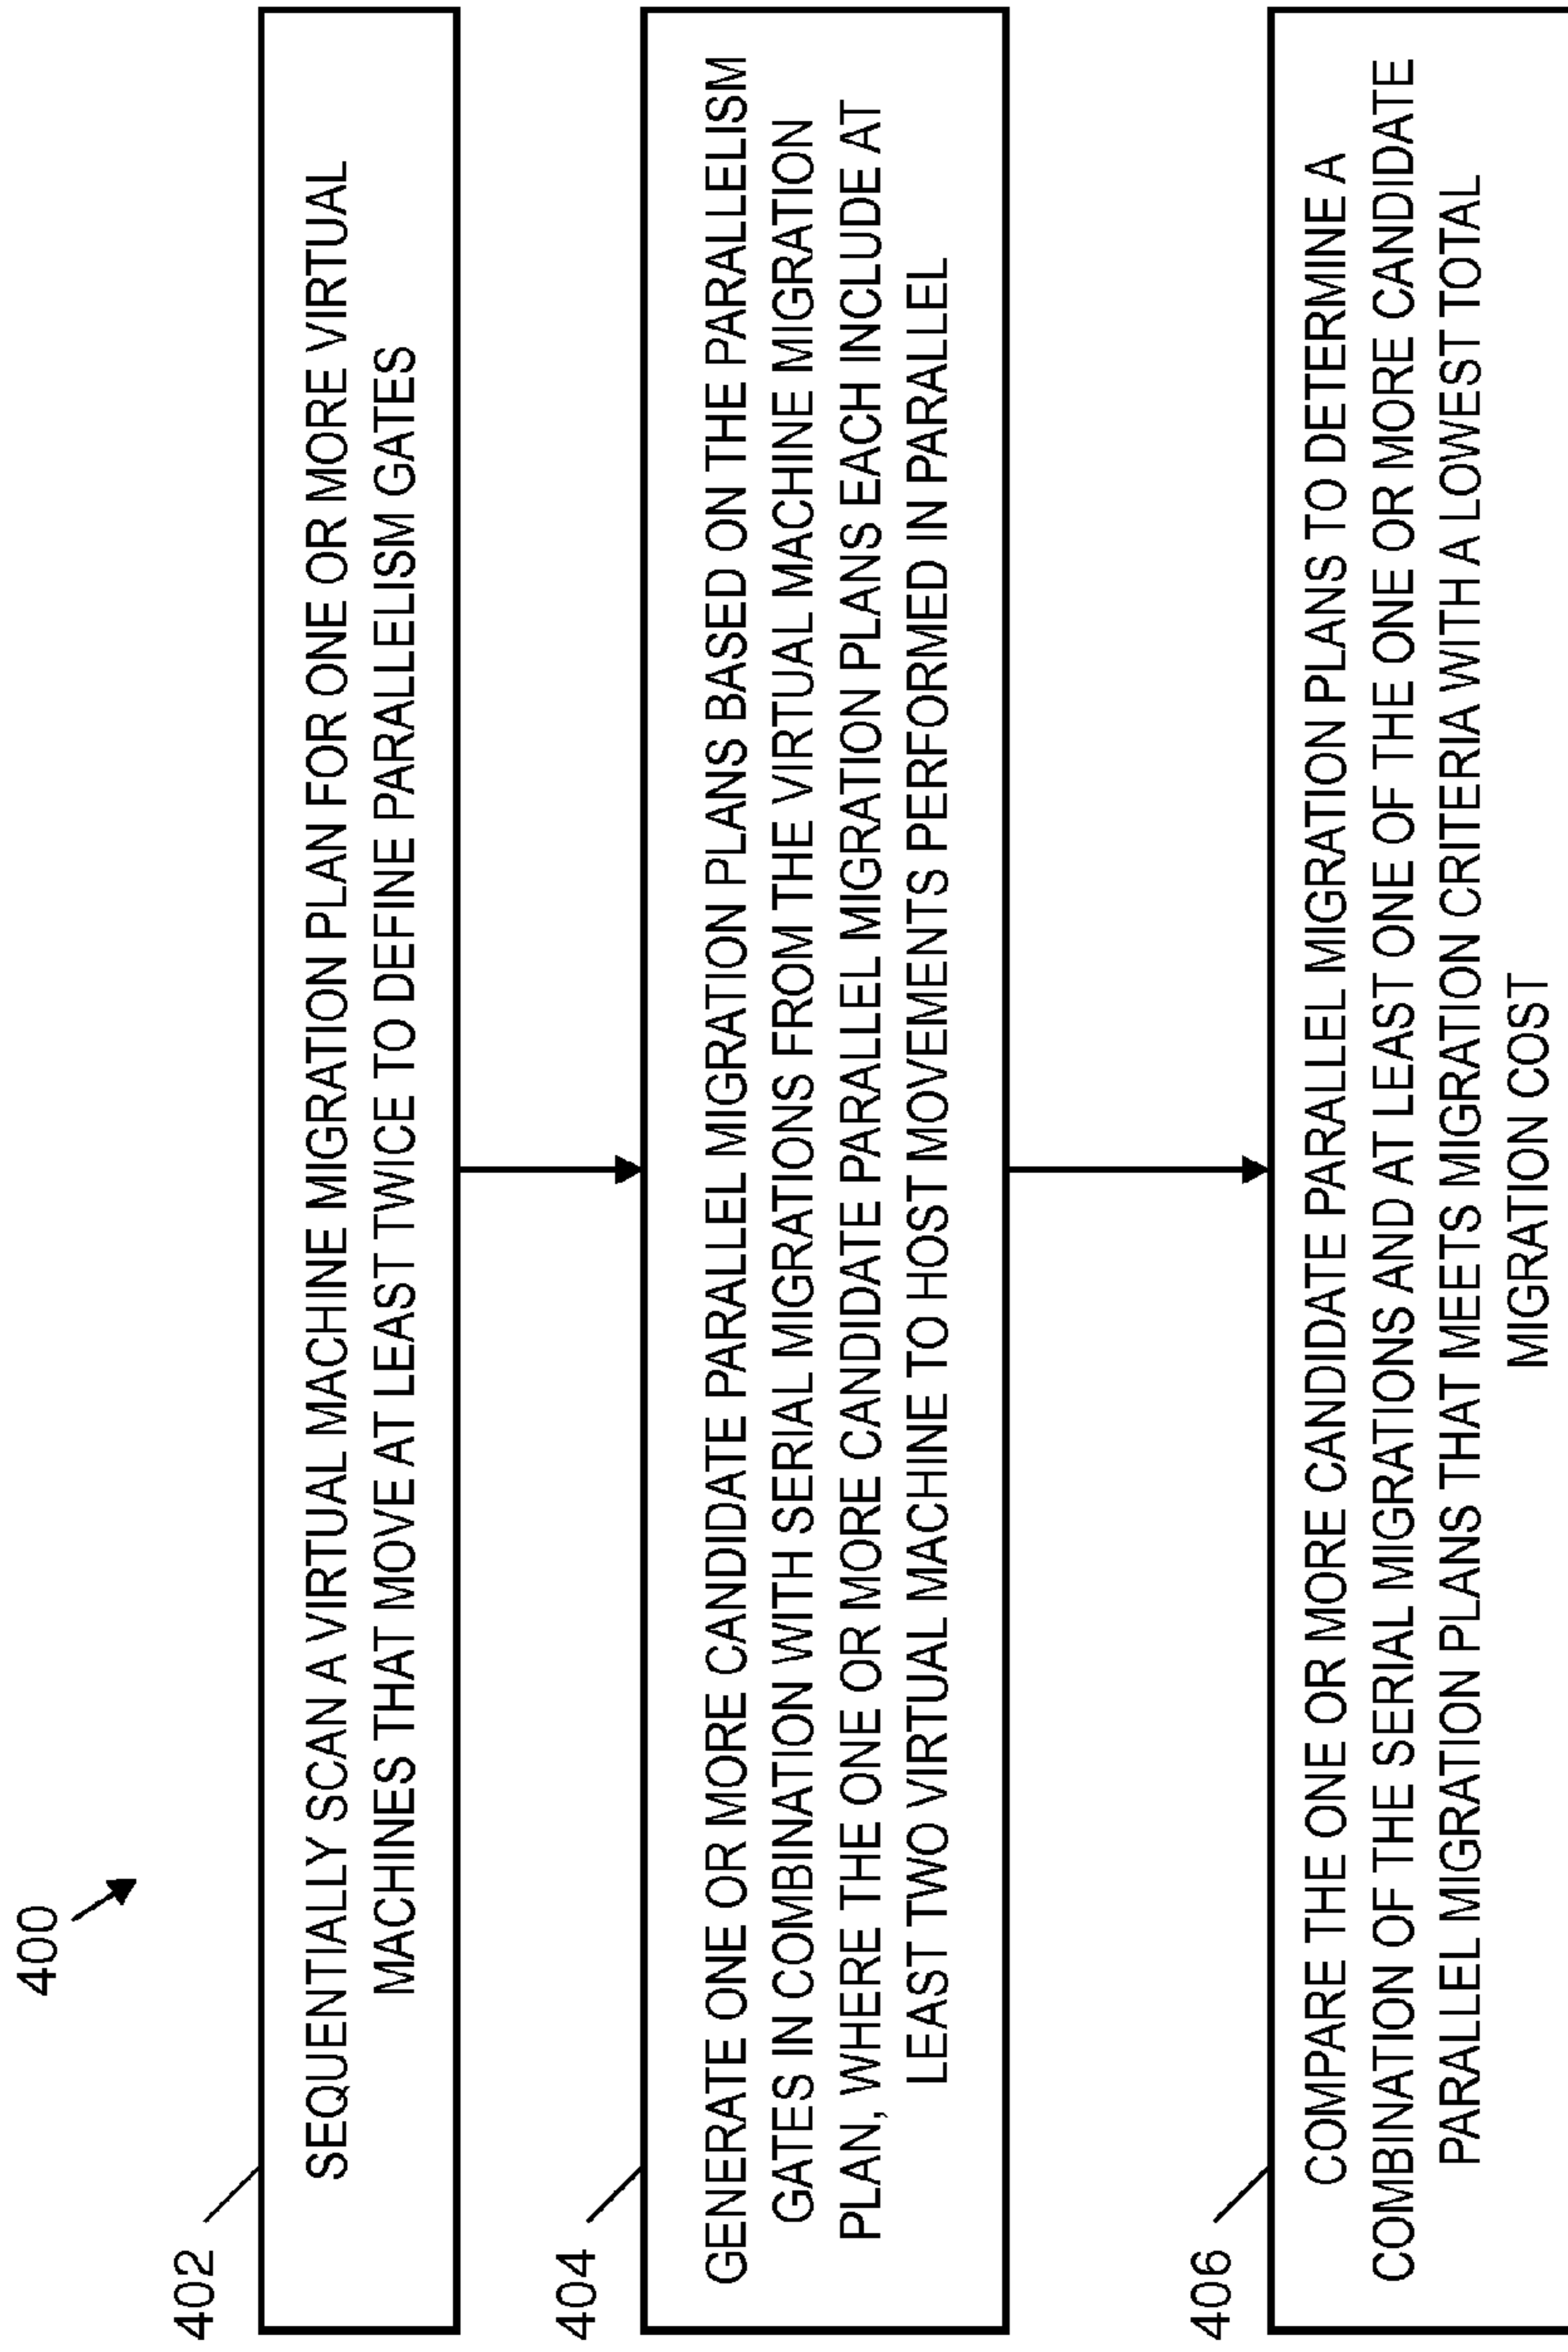 400
402
SEQUENTIALLY SCAN A VIRTUAL MACHINE MIGRATION PLAN FOR ONE OR MORE VIRTUAL
MACHINES THAT MOVE AT LEAST TWICE TO DEFINE PARALLELISM GATES
404
GENERATE ONE OR MORE CANDIDATE PARALLEL MIGRATION PLANS BASED ON THE PARALLELISM
GATES IN COMBINATION WITH SERIAL MIGRATIONS FROM THE VIRTUAL MACHINE MIGRATION
PLAN, WHERE THE ONE OR MORE CANDIDATE PARALLEL MIGRATION PLANS EACH INCLUDE AT
LEAST TWO VIRTUAL MACHINE TO HOST MOVEMENTS PERFORMED IN PARALLEL
406
COMPARE THE ONE OR MORE CANDIDATE PARALLEL MIGRATION PLANS TO DETERMINE A
COMBINATION OF THE SERIAL MIGRATIONS AND AT LEAST ONE OF THE ONE OR MORE CANDIDATE
PARALLEL MIGRATION PLANS THAT MEETS MIGRATION CRITERIA WITH A LOWEST TOTAL
MIGRATION COST